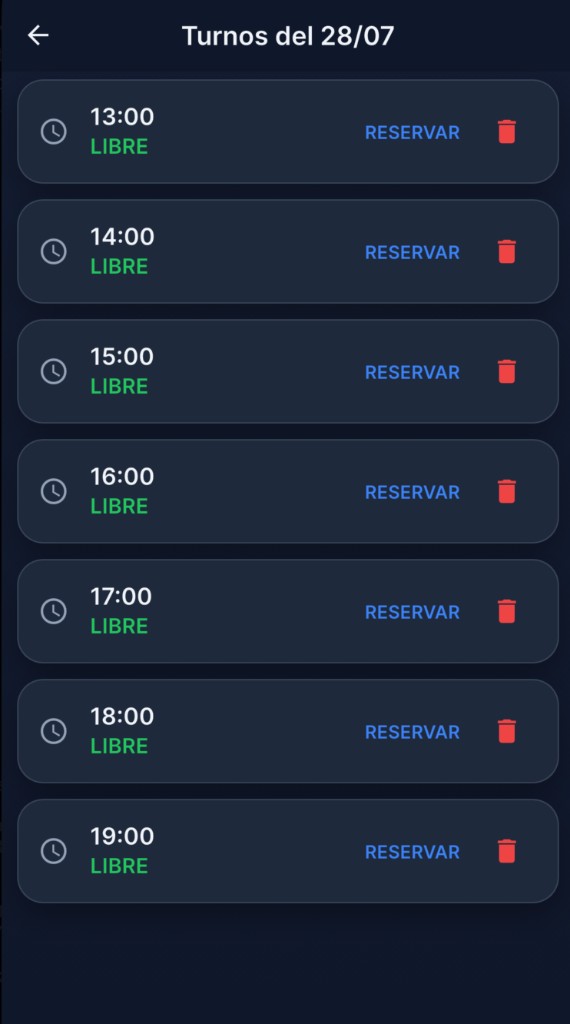 Turnos del 28/07
13:00
LIBRE
RESERVAR
14:00
LIBRE
RESERVAR
15:00
LIBRE
RESERVAR
16:00
LIBRE
RESERVAR
17:00
LIBRE
RESERVAR
18:00
LIBRE
RESERVAR
19:00
LIBRE
RESERVAR